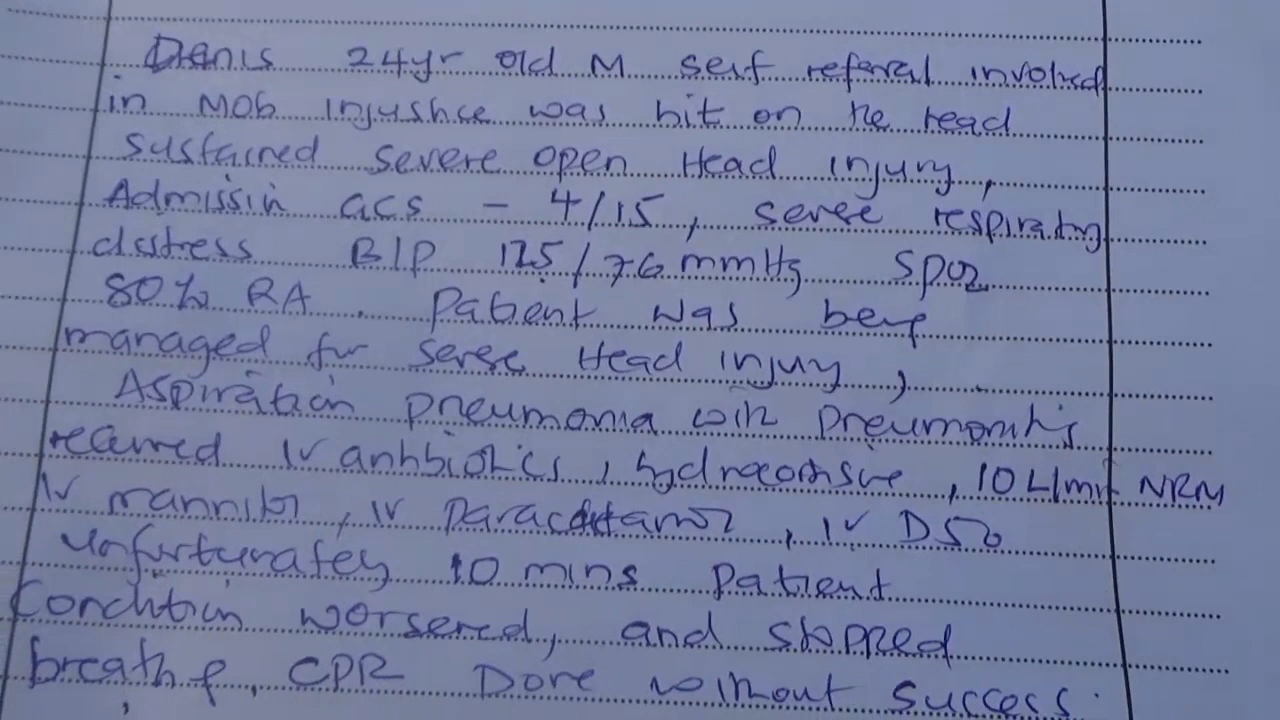 Denis 24yr old M self referal involved
in Mob injustice was hit on the head
sustained severe open Head injury,
Admission GCS - 4/15, severe respiratory
distress B/P 125/76mmHg SPO2
80% RA. Patient was being
managed for severe Head injury,
Aspiration pneumonia with pneumonitis
received IV antibiotics, hydrocortisone, 10L/min NRM
IV mannitol, IV Paracetamol, IV D50
unfortunately 10 mins patient
Condition worsened, and stopped
breathing, CPR Done without success.